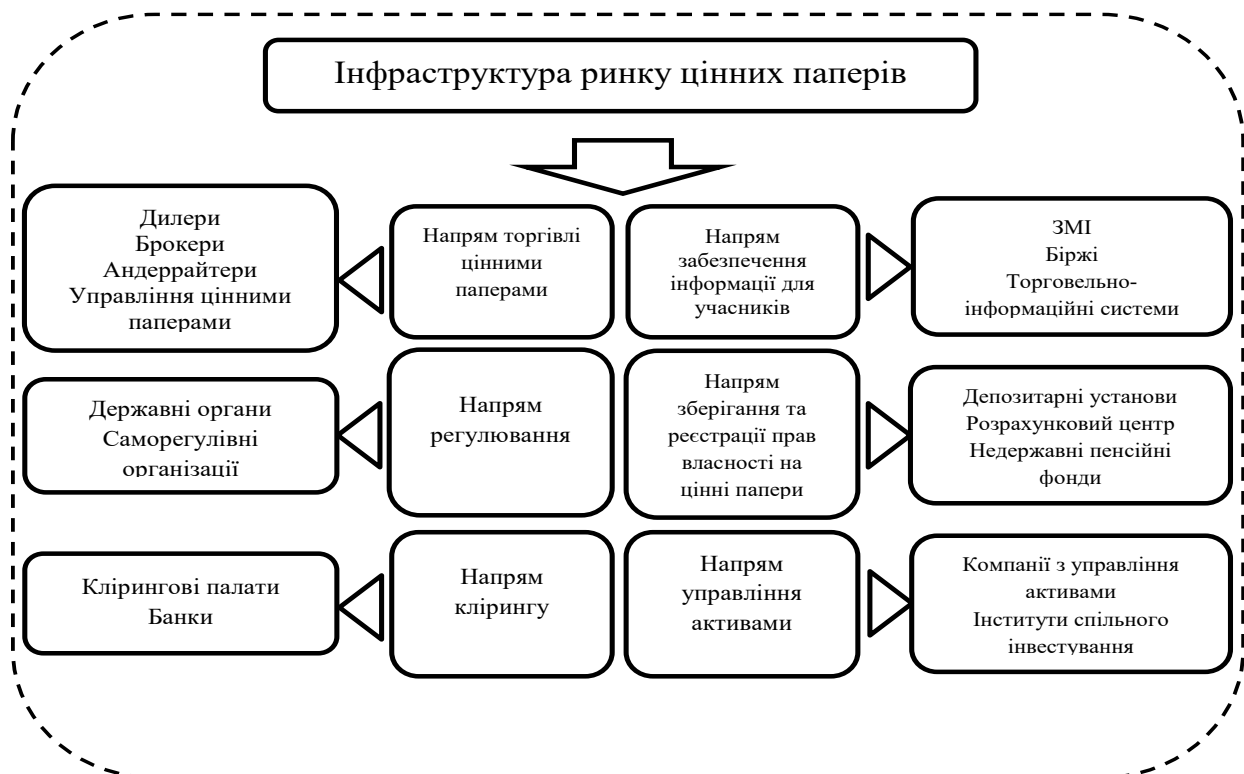 Інфраструктура ринку цінних паперів
Дилери
Брокери
Андеррайтери
Управління цінними
паперами
Напрям торгівлі
цінними
паперами
Напрям
забезпечення
інформації для
учасників
ЗМІ
Біржі
Торговельно-
інформаційні системи
Державні органи
Саморегулівні
організації
Напрям
регулювання
Напрям
зберігання та
реєстрації прав
власності на
цінні папери
Депозитарні установи
Розрахунковий центр
Недержавні пенсійні
фонди
Клірингові палати
Банки
Напрям
клірингу
Напрям
управління
активами
Компанії з управління
активами
Інститути спільного
інвестування